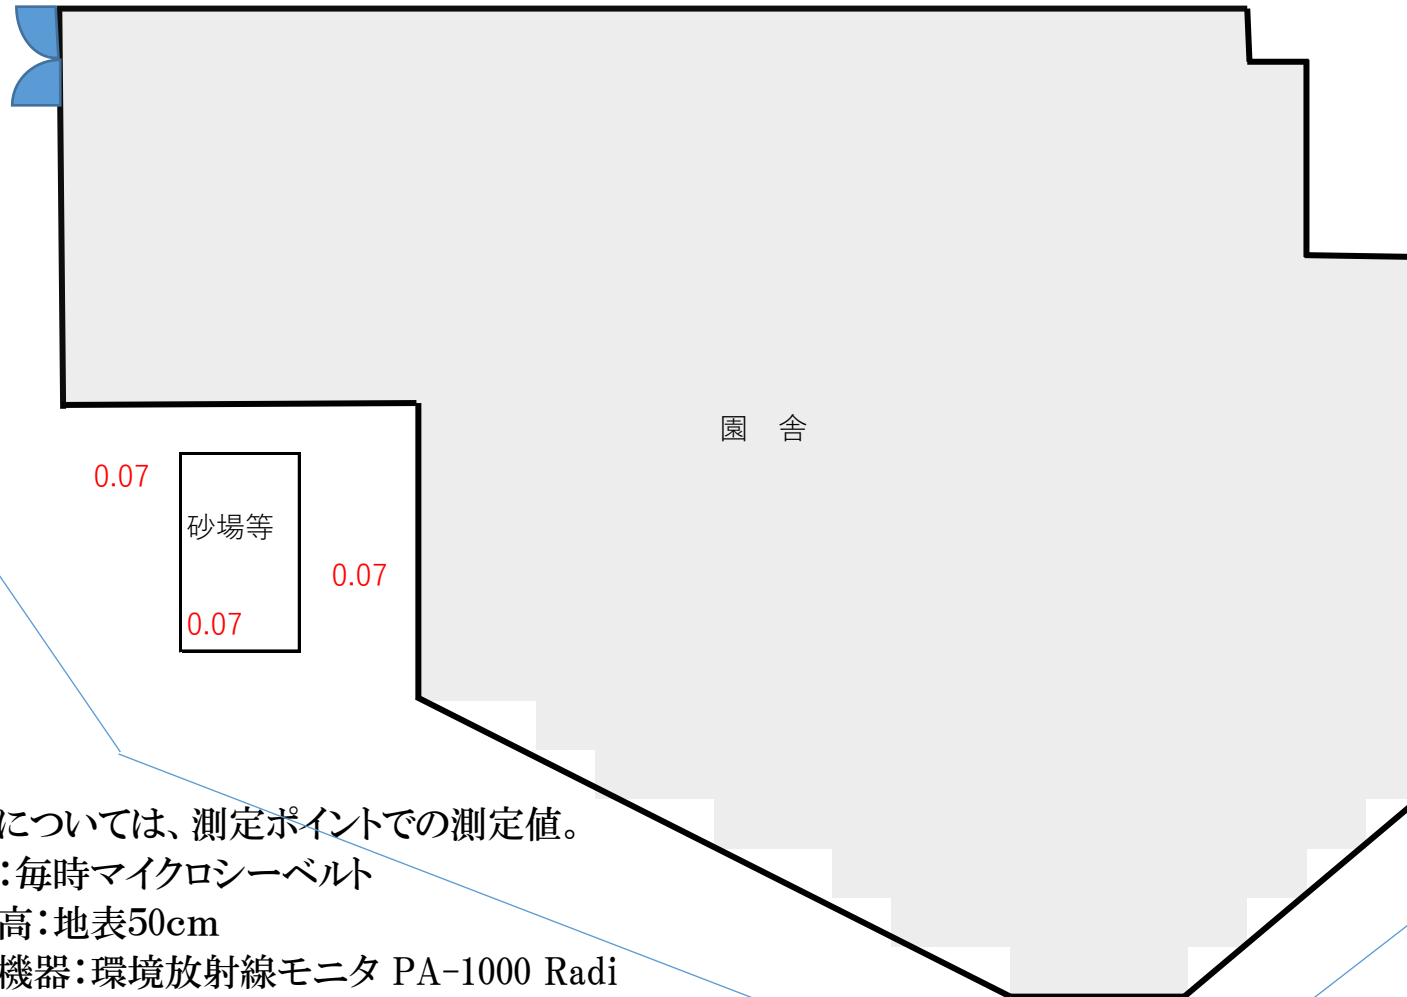 園　舎
0.07
砂場等
0.07
0.07
については、測定ポイントでの測定値。
：毎時マイクロシーベルト
高：地表50cm
機器：環境放射線モニタ PA-1000 Radi